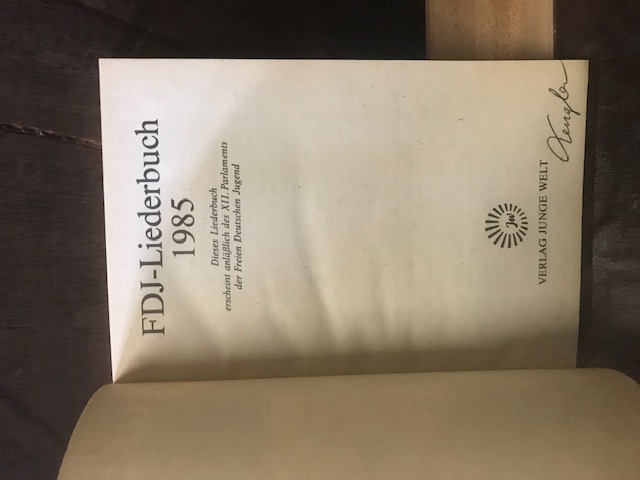 FDJ-Liederbuch
1985
Dieses Liederbuch
erscheint anläßlich des XII. Parlaments
der Freien Deutschen Jugend
jw
VERLAG JUNGE WELT